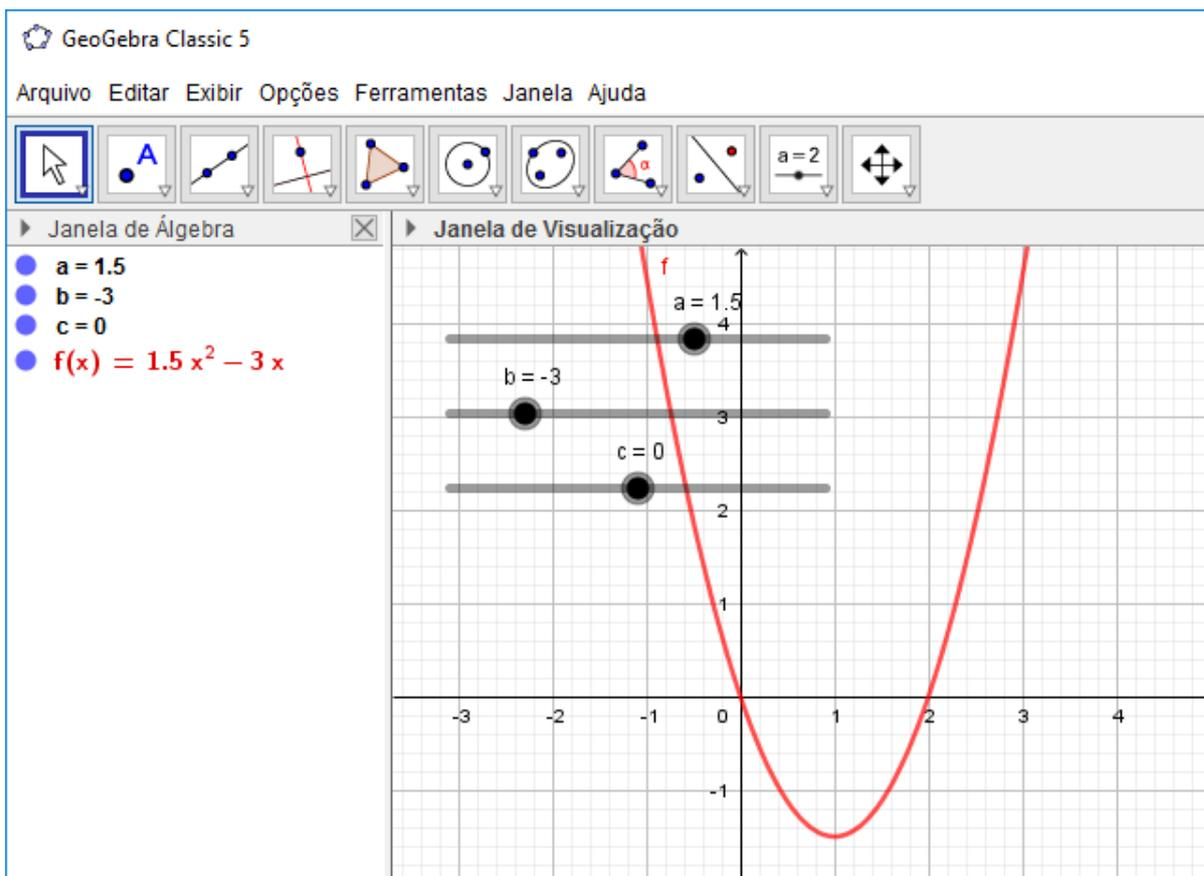 GeoGebra Classic 5
Arquivo Editar Exibir Opções Ferramentas Janela Ajuda
A
α
a = 2
Janela de Álgebra
Janela de Visualização
a = 1.5
b = -3
c = 0
f(x) = 1.5 x² − 3 x
f
a = 1.5
4
b = -3
3
c = 0
2
1
-3 -2 -1 0 1 2 3 4
-1